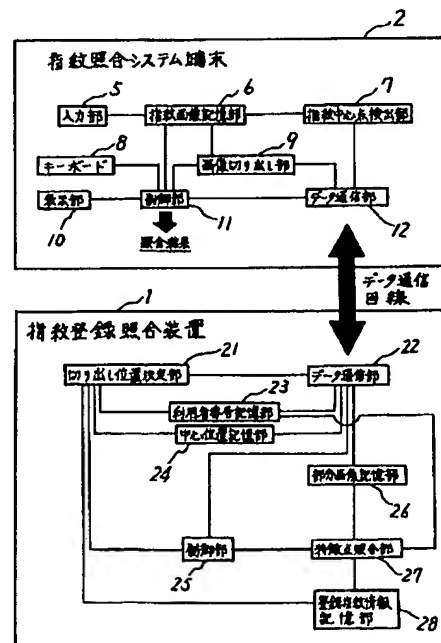 2
指紋照合システム端末
5
6
7
入力部
指紋画像記憶部
指紋中心点検出部
8
9
キーボード
画像切り出し部
表示部
制御部
データ通信部
10
11
12
照合結果
データ通信
回線
1
指紋登録照合装置
21
22
切り出し位置決定部
データ通信部
23
利用者番号記憶部
中心位置記憶部
24
部分画像記憶部
26
制御部
特徴点照合部
25
27
登録指紋情報
記憶部
28